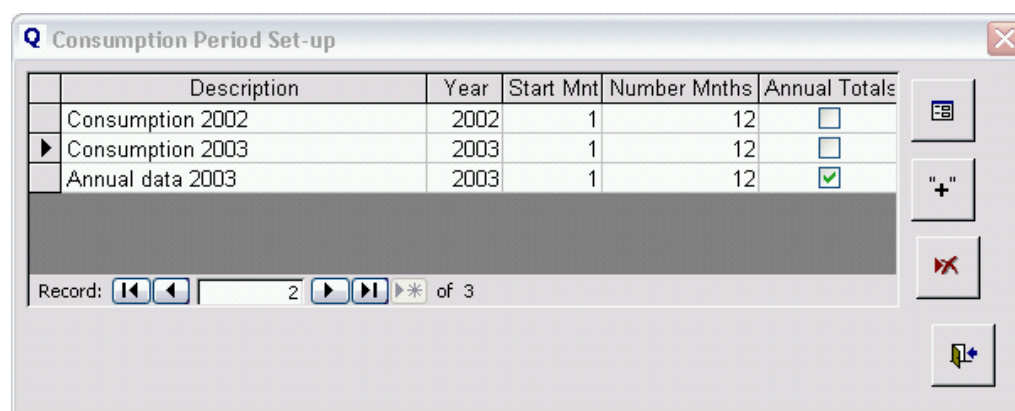 Q Consumption Period Set-up
Description Year Start Mnt Number Mnths Annual Totals
Consumption 2002 2002 1 12
Consumption 2003 2003 1 12
Annual data 2003 2003 1 12
"+"
Record: 2 of 3